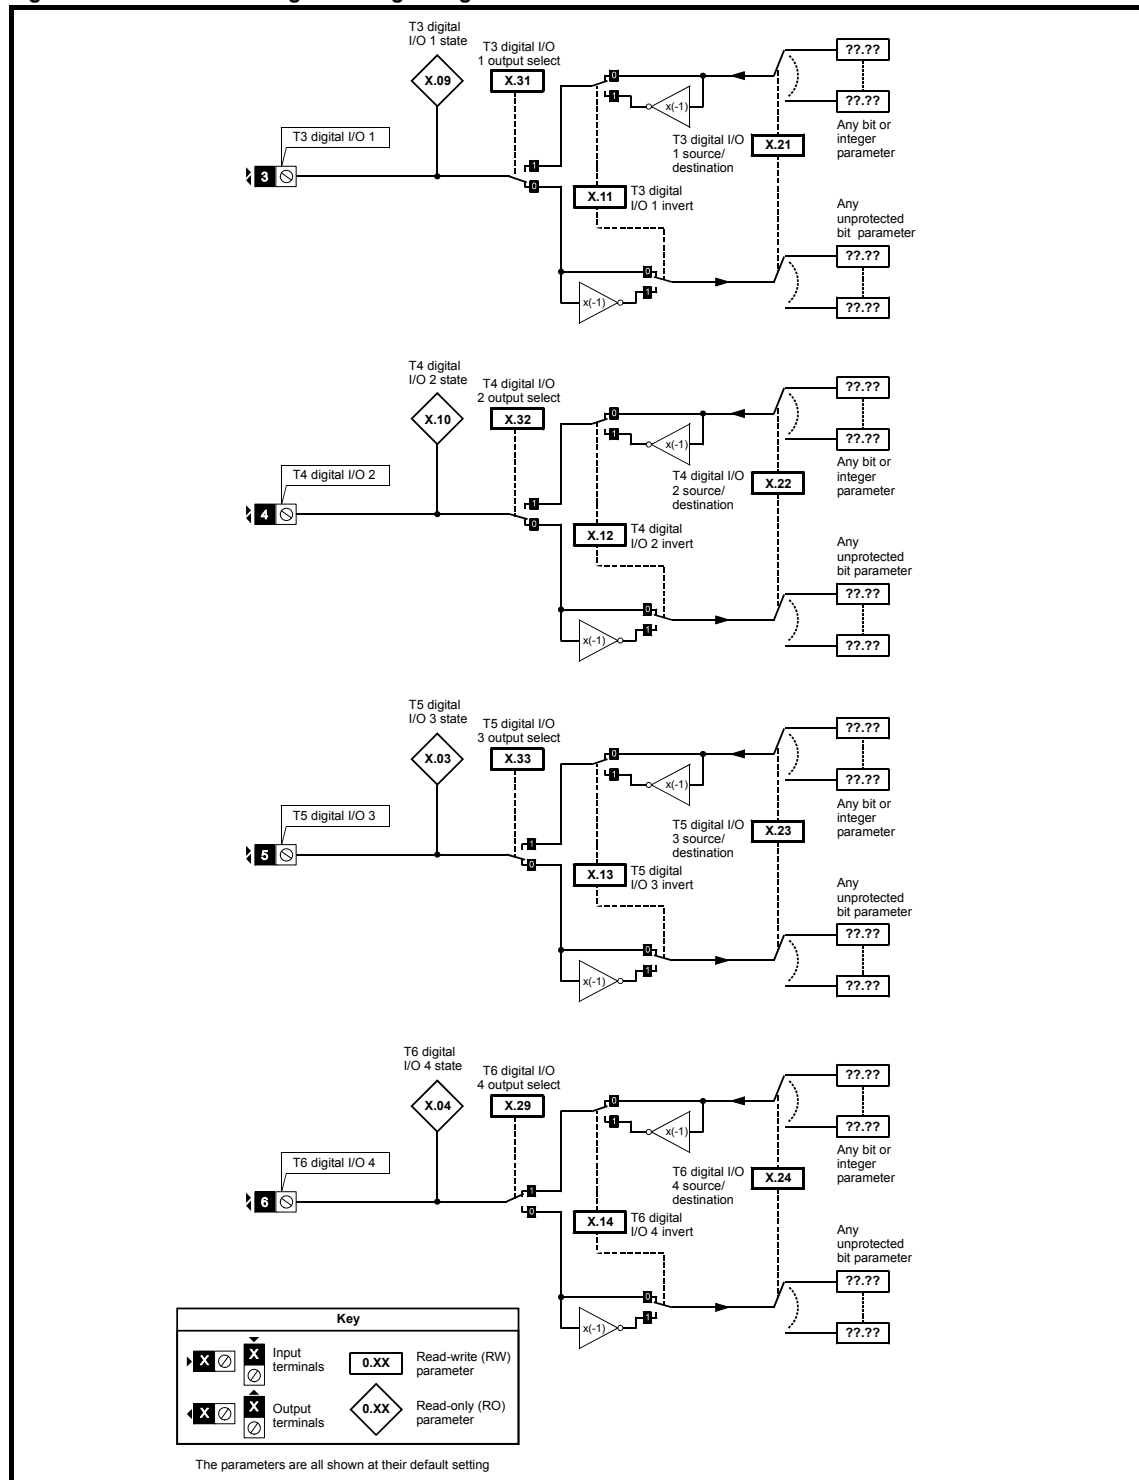 T3 digital
I/O 1 state
T3 digital I/O
1 output select
X.09
X.31
0
1
x(-1)
??.??
??.??
Any bit or
integer
parameter
T3 digital I/O 1
3
1
0
T3 digital I/O
1 source/
destination
X.21
X.11
T3 digital
I/O 1 invert
Any
unprotected
bit parameter
??.??
??.??
0
1
x(-1)
T4 digital
I/O 2 state
T4 digital I/O
2 output select
X.10
X.32
0
1
x(-1)
??.??
??.??
Any bit or
integer
parameter
T4 digital I/O 2
4
1
0
T4 digital I/O
2 source/
destination
X.22
X.12
T4 digital
I/O 2 invert
Any
unprotected
bit parameter
??.??
??.??
0
1
x(-1)
T5 digital
I/O 3 state
T5 digital I/O
3 output select
X.03
X.33
0
1
x(-1)
??.??
??.??
Any bit or
integer
parameter
T5 digital I/O 3
5
1
0
T5 digital I/O
3 source/
destination
X.23
X.13
T5 digital
I/O 3 invert
Any
unprotected
bit parameter
??.??
??.??
0
1
x(-1)
T6 digital
I/O 4 state
T6 digital I/O
4 output select
X.04
X.29
0
1
x(-1)
??.??
??.??
Any bit or
integer
parameter
T6 digital I/O 4
6
1
0
T6 digital I/O
4 source/
destination
X.24
X.14
T6 digital
I/O 4 invert
Any
unprotected
bit parameter
??.??
??.??
0
1
x(-1)
Key
X
X
Input
terminals
0.XX
Read-write (RW)
parameter
X
X
Output
terminals
0.XX
Read-only (RO)
parameter
The parameters are all shown at their default setting